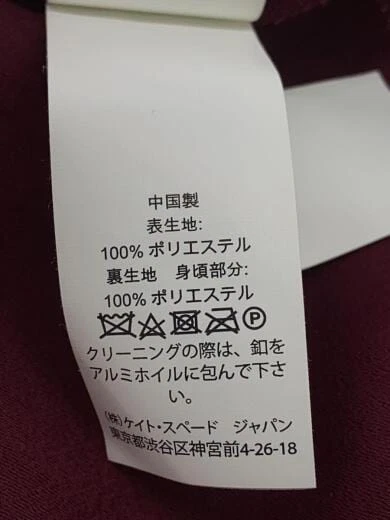 中国製
表生地:
100% ポリエステル
裏生地 身頃部分:
100% ポリエステル
P
クリーニングの際は、釦を
アルミホイルに包んで下さ
い。
(株)ケイト・スペード ジャパン
東京都渋谷区神宮前4-26-18